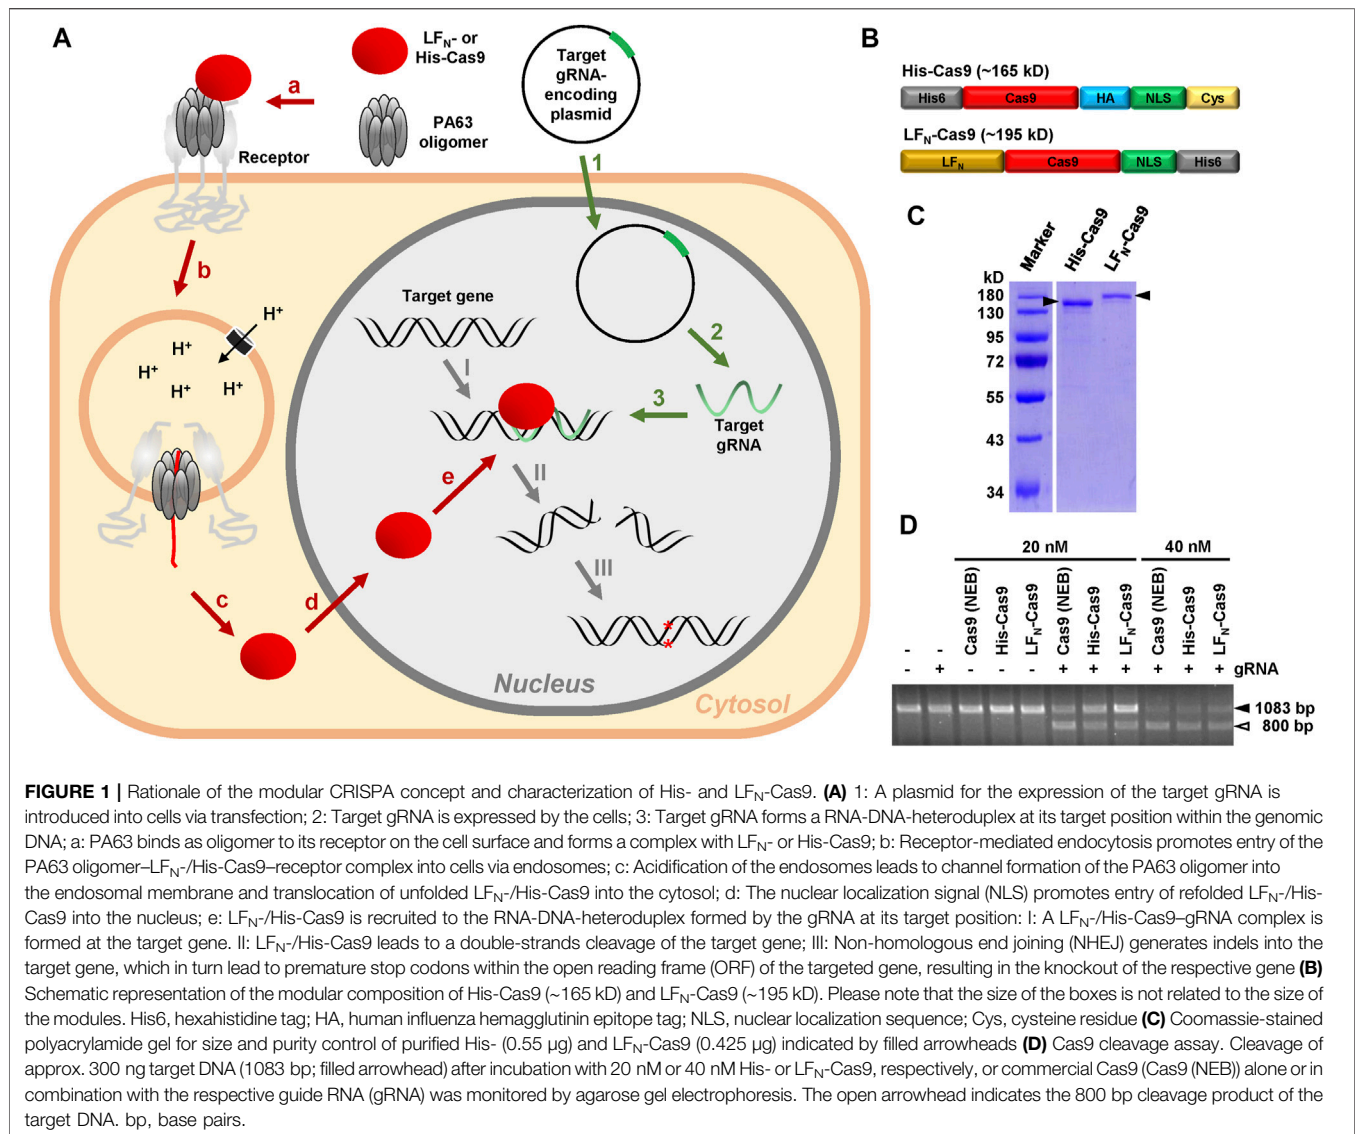 A
LF_N- or
His-Cas9
a
PA63
oligomer
Receptor
Target
gRNA-
encoding
plasmid
1
b
Target gene
2
H+
H+
H+
H+
H+
I
3
Target
gRNA
e
II
III
c
d
Nucleus
Cytosol
B
His-Cas9 (~165 kD)
His6 Cas9 HA NLS Cys
LF_N-Cas9 (~195 kD)
LF_N Cas9 NLS His6
C
Marker His-Cas9 LF_N-Cas9
kD
180
130
95
72
55
43
34
D
20 nM 40 nM
- - Cas9 (NEB) His-Cas9 LF_N-Cas9 Cas9 (NEB) His-Cas9 LF_N-Cas9 Cas9 (NEB) His-Cas9 LF_N-Cas9
- + - - - + + + + + + gRNA
1083 bp
800 bp
FIGURE 1 | Rationale of the modular CRISPA concept and characterization of His- and LF_N-Cas9. (A) 1: A plasmid for the expression of the target gRNA is
introduced into cells via transfection; 2: Target gRNA is expressed by the cells; 3: Target gRNA forms a RNA-DNA-heteroduplex at its target position within the genomic
DNA; a: PA63 binds as oligomer to its receptor on the cell surface and forms a complex with LF_N- or His-Cas9; b: Receptor-mediated endocytosis promotes entry of the
PA63 oligomer–LF_N-/His-Cas9–receptor complex into cells via endosomes; c: Acidification of the endosomes leads to channel formation of the PA63 oligomer into
the endosomal membrane and translocation of unfolded LF_N-/His-Cas9 into the cytosol; d: The nuclear localization signal (NLS) promotes entry of refolded LF_N-/His-
Cas9 into the nucleus; e: LF_N-/His-Cas9 is recruited to the RNA-DNA-heteroduplex formed by the gRNA at its target position: I: A LF_N-/His-Cas9–gRNA complex is
formed at the target gene. II: LF_N-/His-Cas9 leads to a double-strands cleavage of the target gene; III: Non-homologous end joining (NHEJ) generates indels into the
target gene, which in turn lead to premature stop codons within the open reading frame (ORF) of the targeted gene, resulting in the knockout of the respective gene (B)
Schematic representation of the modular composition of His-Cas9 (~165 kD) and LF_N-Cas9 (~195 kD). Please note that the size of the boxes is not related to the size of
the modules. His6, hexahistidine tag; HA, human influenza hemagglutinin epitope tag; NLS, nuclear localization sequence; Cys, cysteine residue (C) Coomassie-stained
polyacrylamide gel for size and purity control of purified His- (0.55 µg) and LF_N-Cas9 (0.425 µg) indicated by filled arrowheads (D) Cas9 cleavage assay. Cleavage of
approx. 300 ng target DNA (1083 bp; filled arrowhead) after incubation with 20 nM or 40 nM His- or LF_N-Cas9, respectively, or commercial Cas9 (Cas9 (NEB)) alone or in
combination with the respective guide RNA (gRNA) was monitored by agarose gel electrophoresis. The open arrowhead indicates the 800 bp cleavage product of the
target DNA. bp, base pairs.